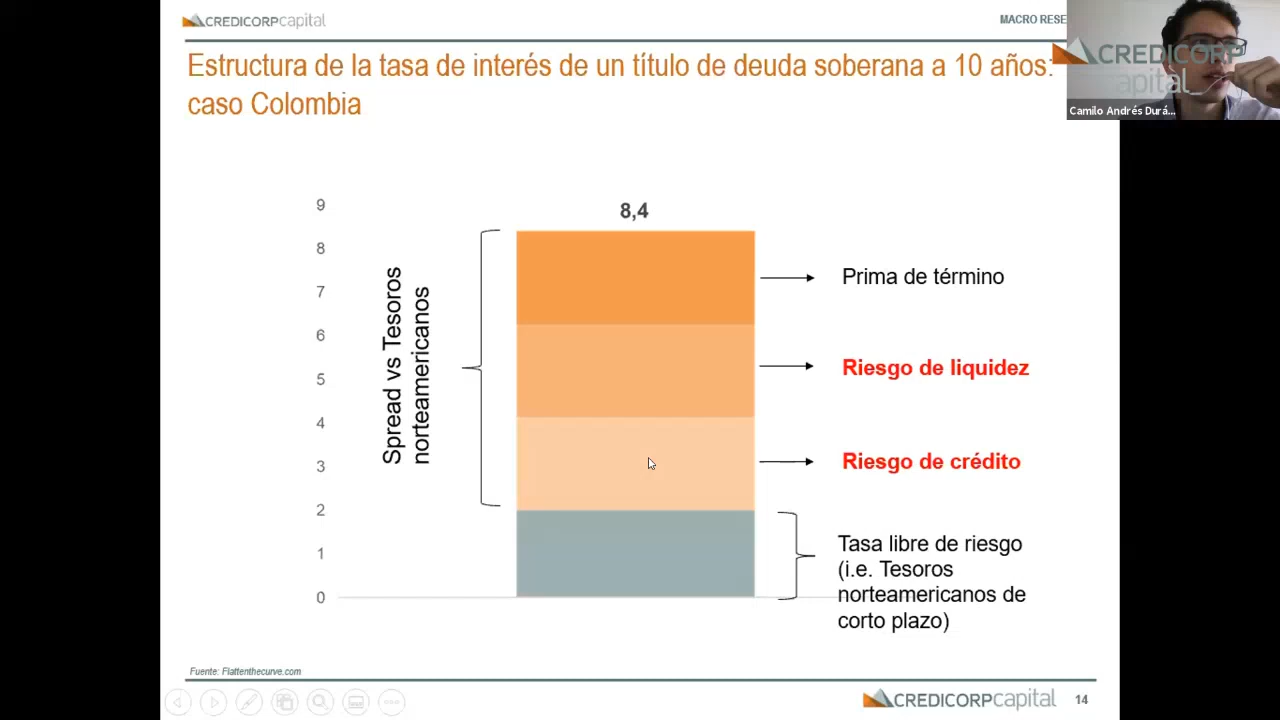 CREDICORPcapital
MACRO RESE
Estructura de la tasa de interés de un título de deuda soberana a 10 años:
caso Colombia
CREDICORP
capital
Camilo Andrés Durá...
9
8
7
6
5
4
3
2
1
0
8,4
Spread vs Tesoros
norteamericanos
Prima de término
Riesgo de liquidez
Riesgo de crédito
Tasa libre de riesgo
(i.e. Tesoros
norteamericanos de
corto plazo)
Fuente: Flattenthecurve.com
CREDICORPcapital
14